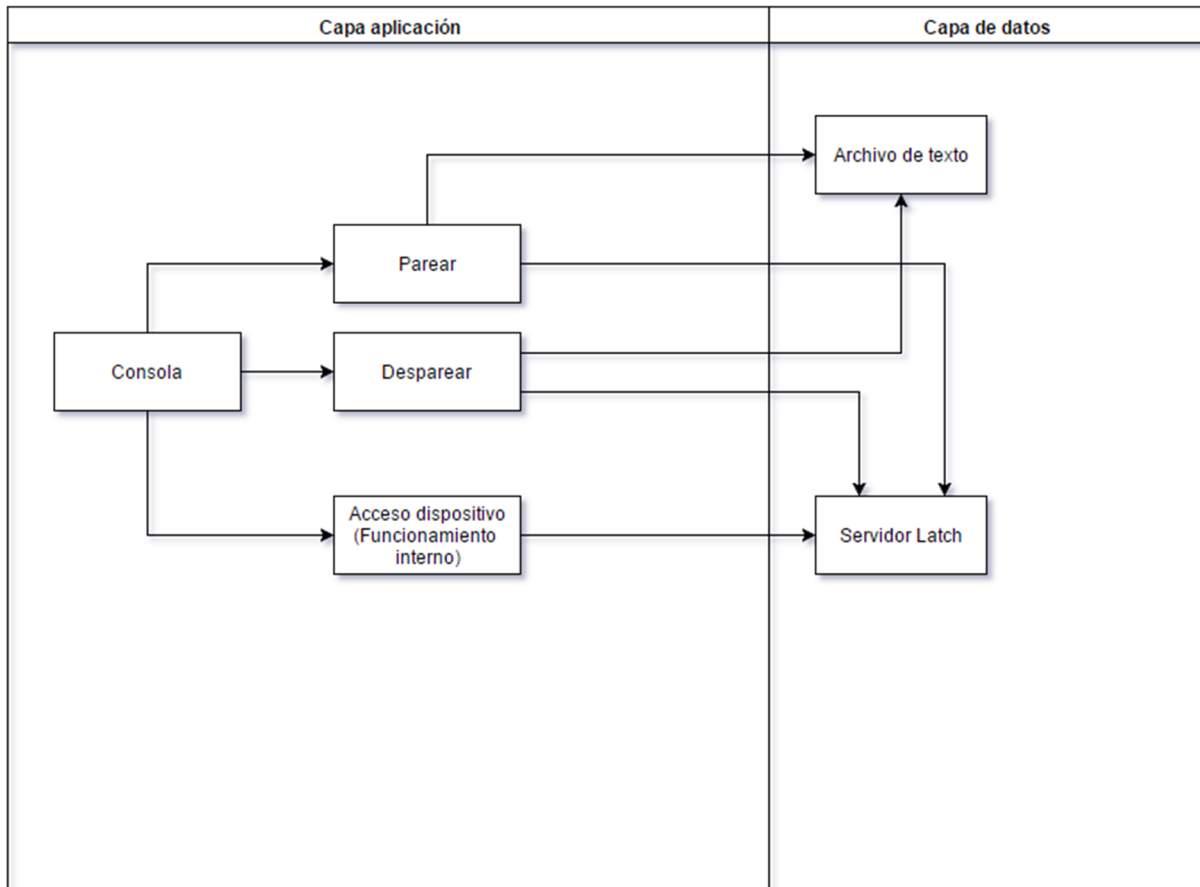 Capa aplicación
Capa de datos
Archivo de texto
Parear
Consola
Desparear
Acceso dispositivo
(Funcionamiento
interno)
Servidor Latch